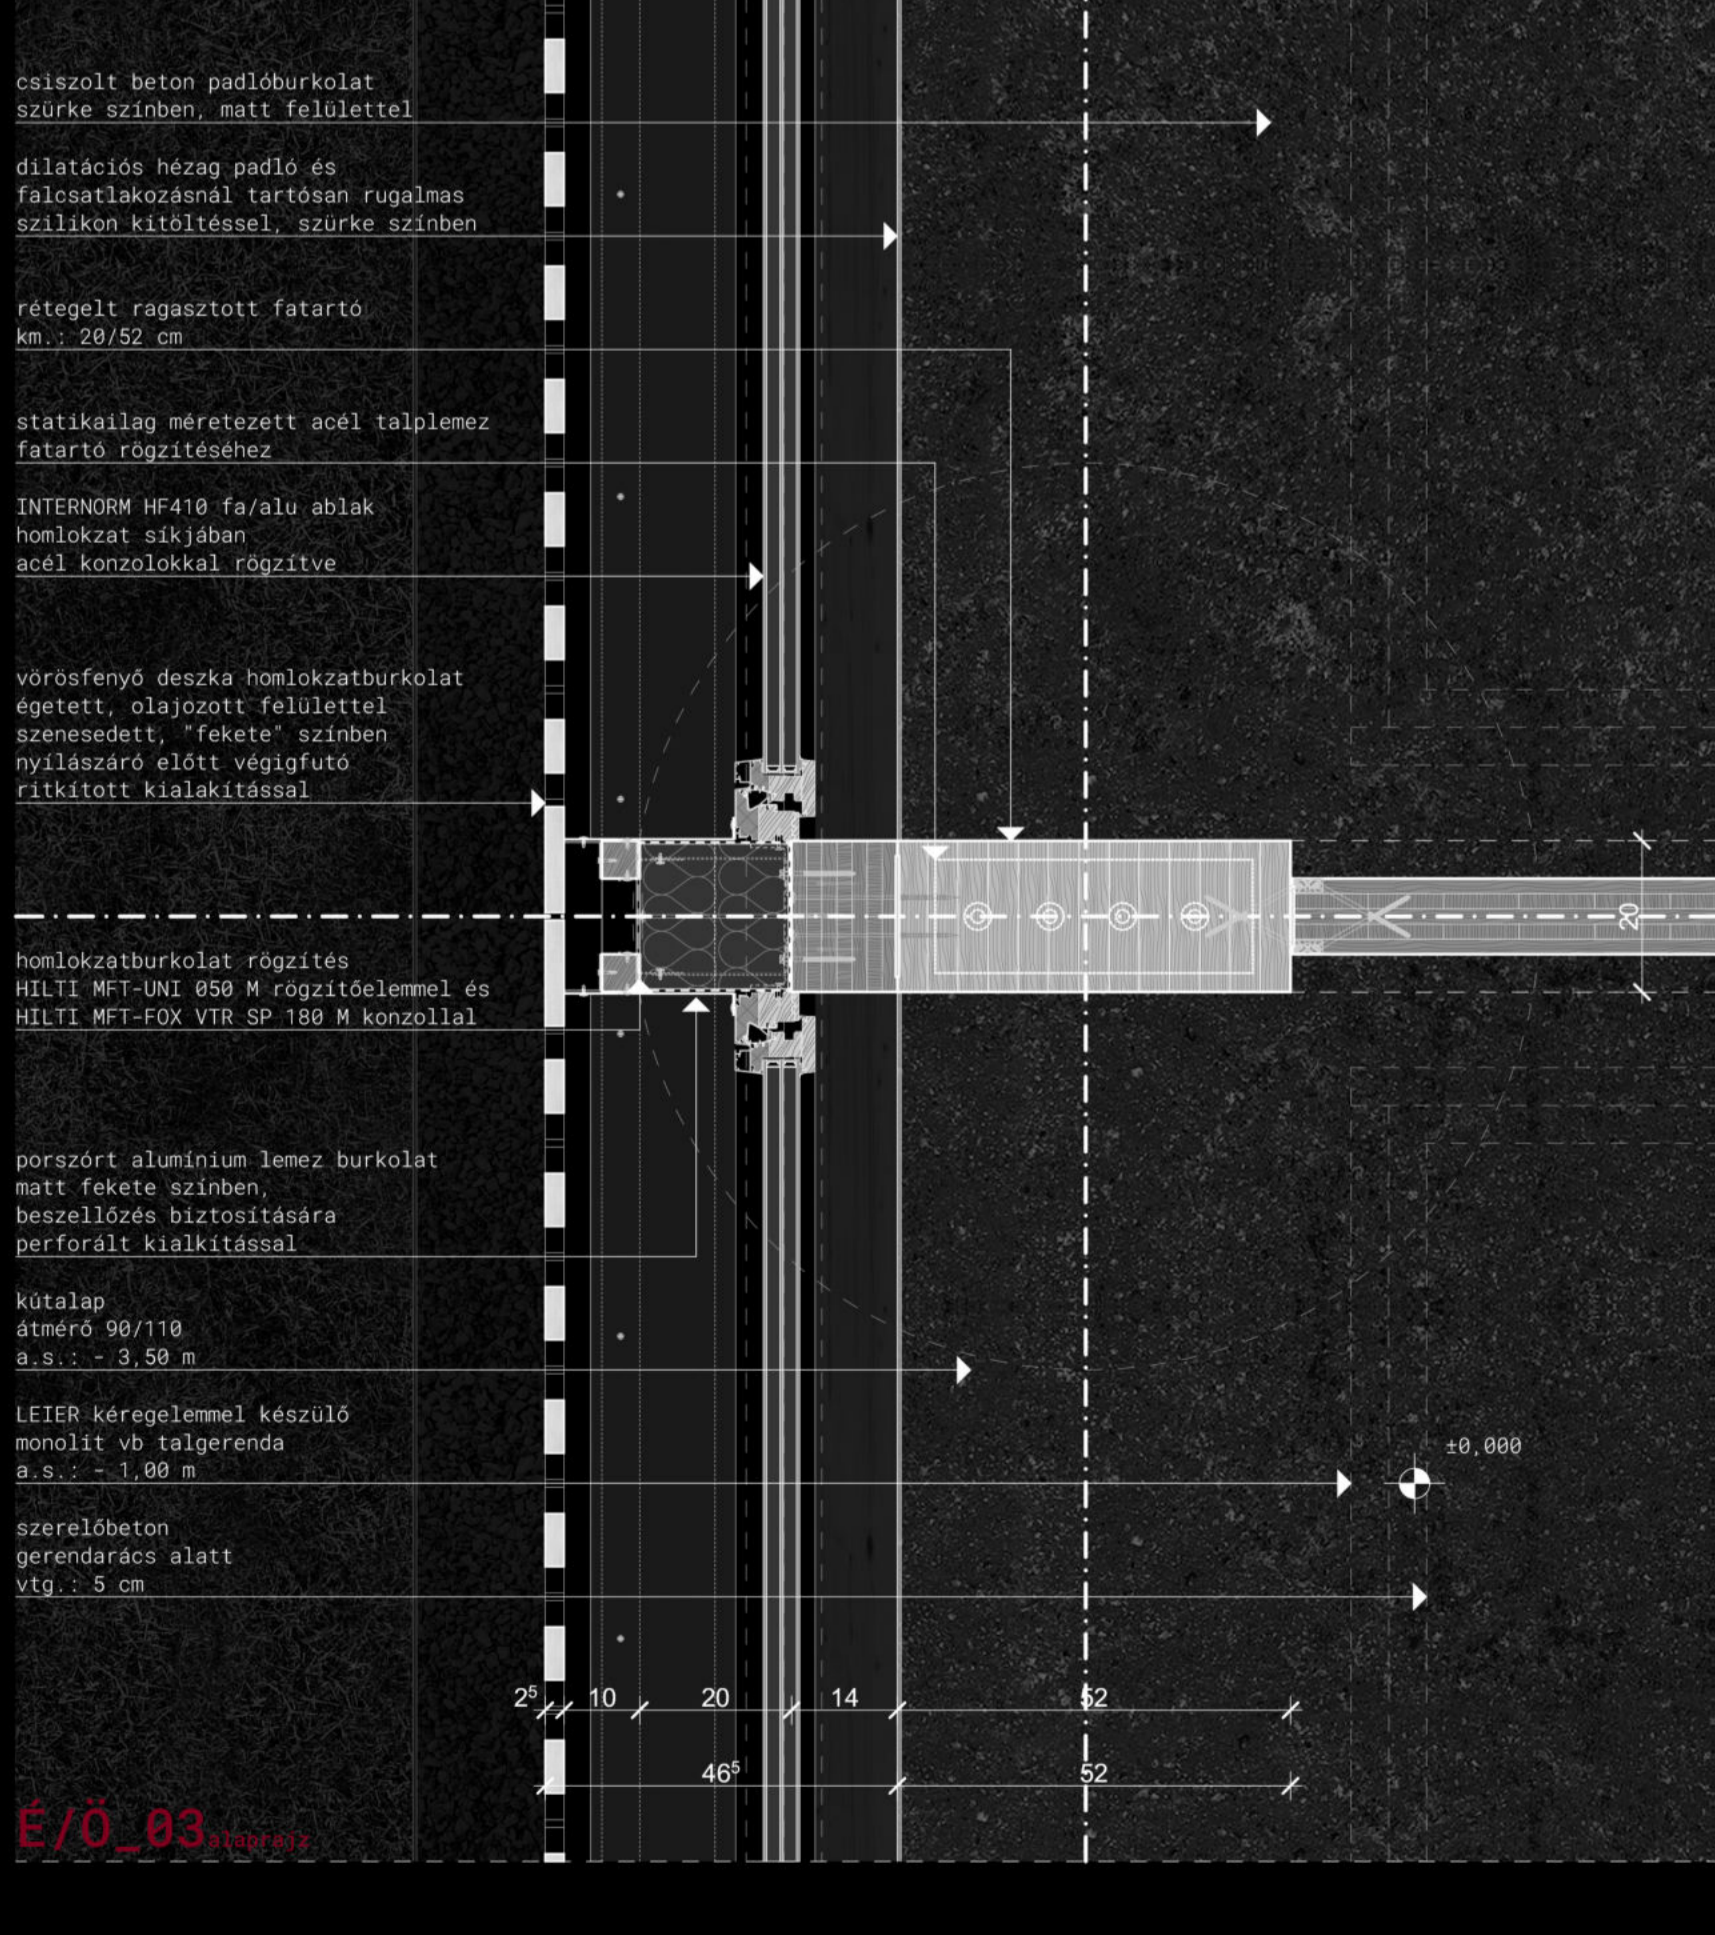 csiszolt beton padlóburkolat
szürke színben, matt felülettel
dilatációs hézag padló és
falcsatlakozásnál tartósan rugalmas
szilikon kitöltéssel, szürke színben
rétegelt ragasztott fatartó
km.: 20/52 cm
statikailag méretezett acél talplemez
fatartó rögzítéséhez
INTERNORM HF410 fa/alu ablak
homlokzat síkjában
acél konzolokkal rögzítve
vörösfenyő deszka homlokzatburkolat
égetett, olajozott felülettel
szenesedett, "fekete" színben
nyílászáró előtt végigfutó
ritkított kialakítással
20
homlokzatburkolat rögzítés
HILTI MFT-UNI 050 M rögzítőelemmel és
HILTI MFT-FOX VTR SP 180 M konzollal
porszórt alumínium lemez burkolat
matt fekete színben,
beszellőzés biztosítására
perforált kialkítással
kútalap
átmérő 90/110
a.s.: - 3,50 m
LEIER kéregelemmel készülő
monolit vb talgerenda
a.s.: - 1,00 m
±0,000
szerelőbeton
gerendarács alatt
vtg.: 5 cm
2⁵ 10 20 14 52
46⁵ 52
É/Ö_03 alaprajz